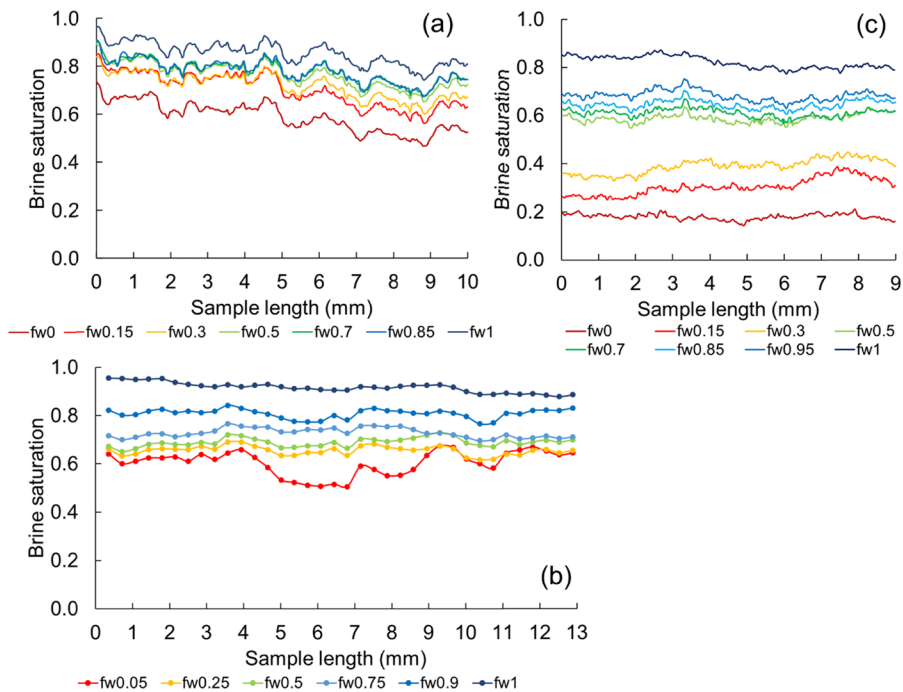 (a)
Brine saturation
1.0
0.8
0.6
0.4
0.2
0.0
0 1 2 3 4 5 6 7 8 9 10
Sample length (mm)
fw0 fw0.15 fw0.3 fw0.5 fw0.7 fw0.85 fw1
(c)
Brine saturation
1.0
0.8
0.6
0.4
0.2
0.0
0 1 2 3 4 5 6 7 8 9
Sample length (mm)
fw0 fw0.15 fw0.3 fw0.5
fw0.7 fw0.85 fw0.95 fw1
Brine saturation
1.0
0.8
0.6
0.4
0.2
0.0
(b)
0 1 2 3 4 5 6 7 8 9 10 11 12 13
Sample length (mm)
fw0.05 fw0.25 fw0.5 fw0.75 fw0.9 fw1